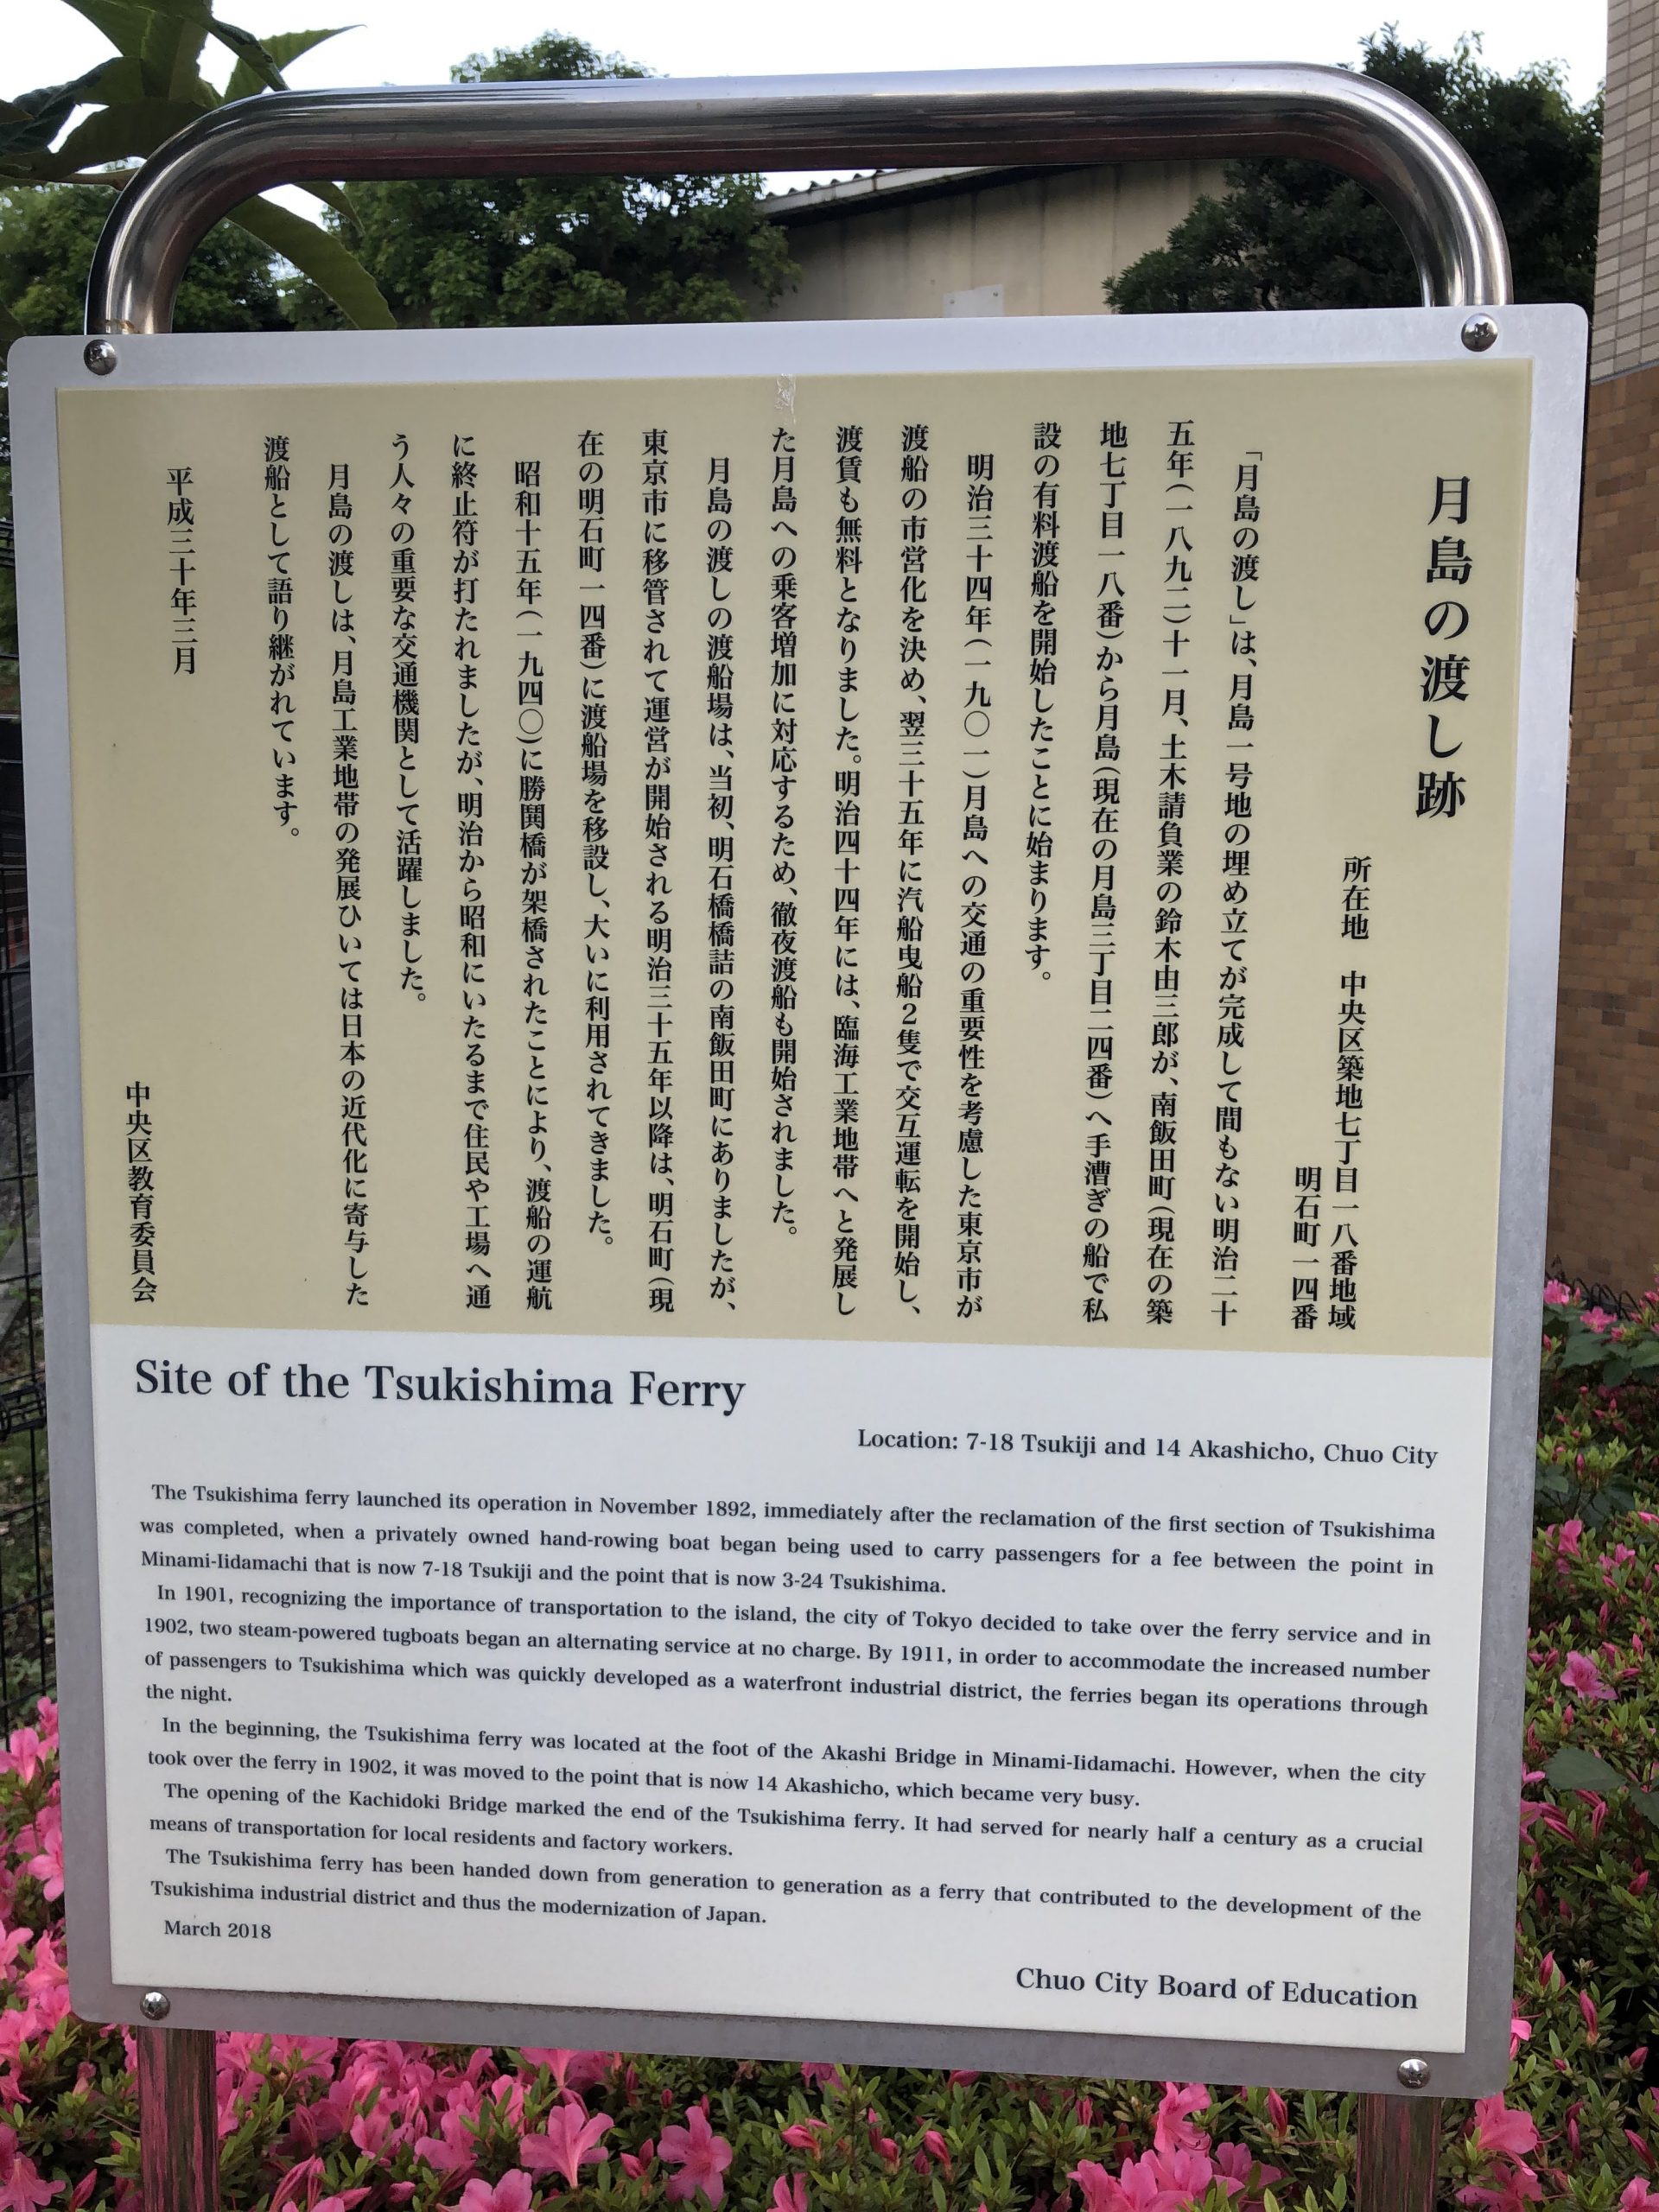 月島の渡し跡
所在地　中央区築地七丁目一八番地域
明石町一四番
「月島の渡し」は、月島一号地の埋め立てが完成して間もない明治二十
五年(一八九二)十一月、土木請負業の鈴木由三郎が、南飯田町(現在の築
地七丁目一八番)から月島(現在の月島三丁目二四番)へ手漕ぎの船で私
設の有料渡船を開始したことに始まります。
明治三十四年(一九〇一)月島への交通の重要性を考慮した東京市が
渡船の市営化を決め、翌三十五年に汽船曳船2隻で交互運転を開始し、
渡賃も無料となりました。明治四十四年には、臨海工業地帯へと発展し
た月島への乗客増加に対応するため、徹夜渡船も開始されました。
月島の渡しの渡船場は、当初、明石橋橋詰の南飯田町にありましたが、
東京市に移管されて運営が開始される明治三十五年以降は、明石町(現
在の明石町一四番)に渡船場を移設し、大いに利用されてきました。
昭和十五年(一九四〇)に勝鬨橋が架橋されたことにより、渡船の運航
に終止符が打たれましたが、明治から昭和にいたるまで住民や工場へ通
う人々の重要な交通機関として活躍しました。
月島の渡しは、月島工業地帯の発展ひいては日本の近代化に寄与した
渡船として語り継がれています。
平成三十年三月
中央区教育委員会
Site of the Tsukishima Ferry
Location: 7-18 Tsukiji and 14 Akashicho, Chuo City
The Tsukishima ferry launched its operation in November 1892, immediately after the reclamation of the first section of Tsukishima
was completed, when a privately owned hand-rowing boat began being used to carry passengers for a fee between the point in
Minami-Iidamachi that is now 7-18 Tsukiji and the point that is now 3-24 Tsukishima.
In 1901, recognizing the importance of transportation to the island, the city of Tokyo decided to take over the ferry service and in
1902, two steam-powered tugboats began an alternating service at no charge. By 1911, in order to accommodate the increased number
of passengers to Tsukishima which was quickly developed as a waterfront industrial district, the ferries began its operations through
the night.
In the beginning, the Tsukishima ferry was located at the foot of the Akashi Bridge in Minami-Iidamachi. However, when the city
took over the ferry in 1902, it was moved to the point that is now 14 Akashicho, which became very busy.
The opening of the Kachidoki Bridge marked the end of the Tsukishima ferry. It had served for nearly half a century as a crucial
means of transportation for local residents and factory workers.
The Tsukishima ferry has been handed down from generation to generation as a ferry that contributed to the development of the
Tsukishima industrial district and thus the modernization of Japan.
March 2018
Chuo City Board of Education